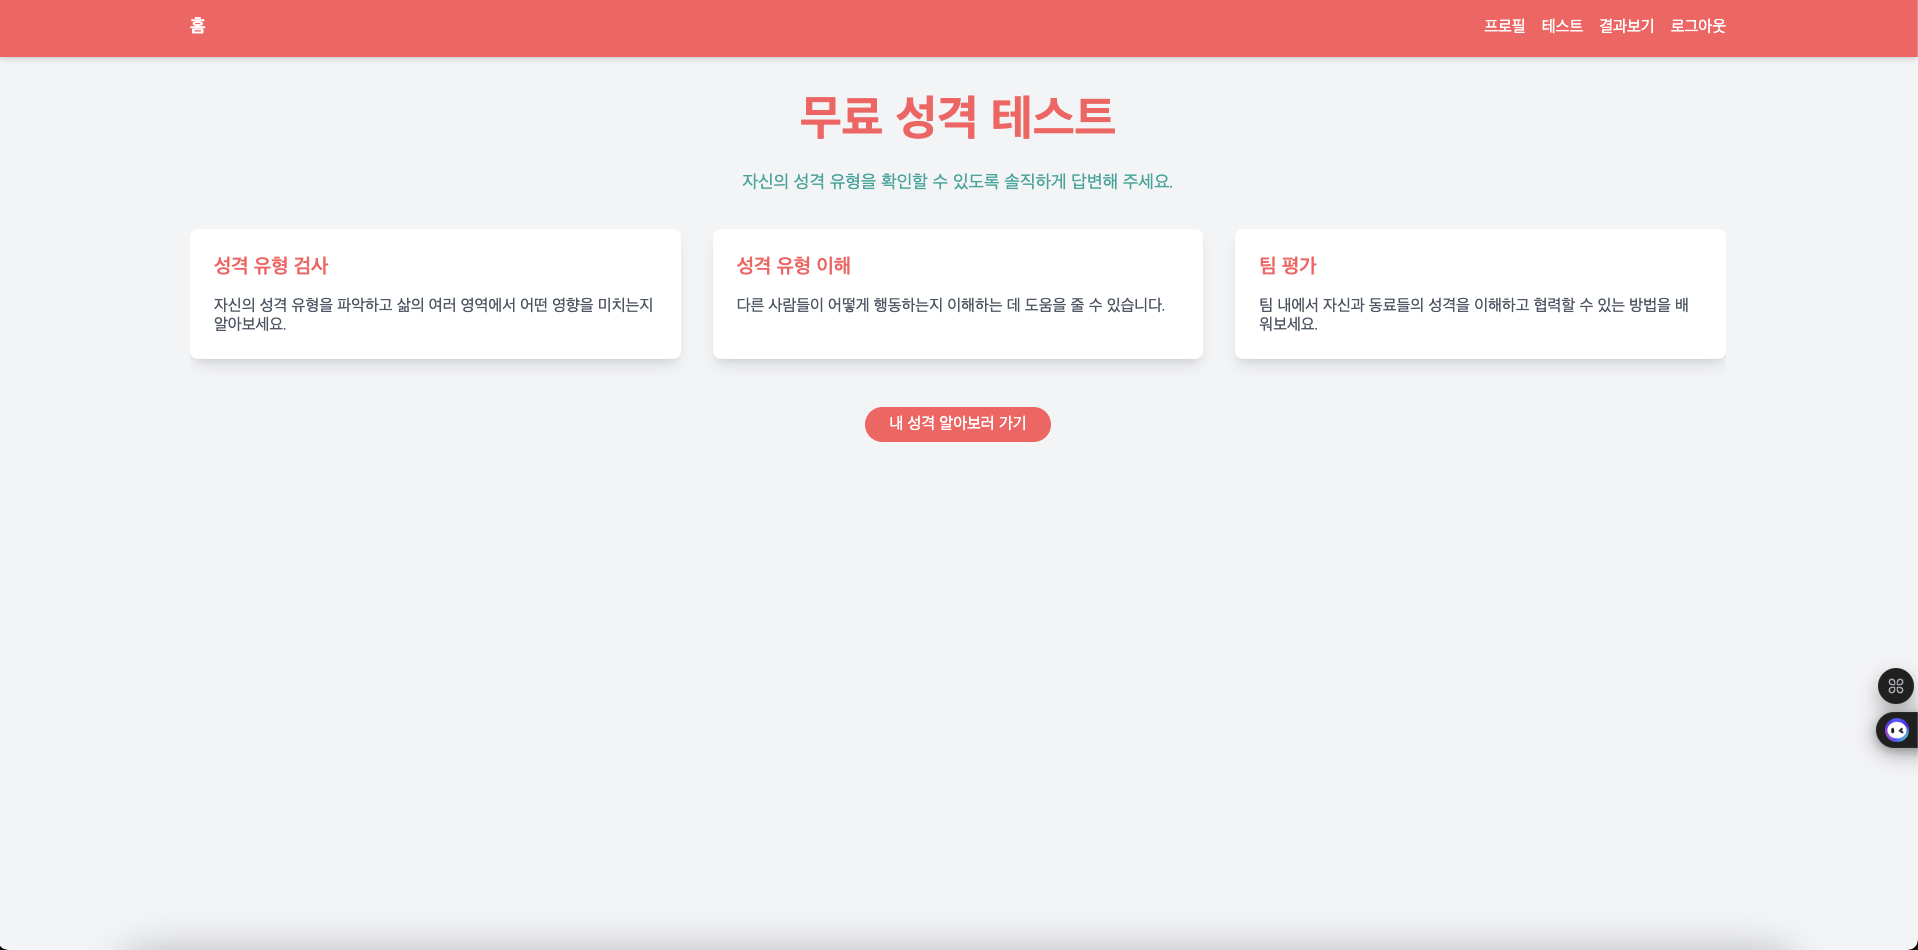 홈
프로필 테스트 결과보기 로그아웃
무료 성격 테스트
자신의 성격 유형을 확인할 수 있도록 솔직하게 답변해 주세요.
성격 유형 검사
자신의 성격 유형을 파악하고 삶의 여러 영역에서 어떤 영향을 미치는지
알아보세요.
성격 유형 이해
다른 사람들이 어떻게 행동하는지 이해하는 데 도움을 줄 수 있습니다.
팀 평가
팀 내에서 자신과 동료들의 성격을 이해하고 협력할 수 있는 방법을 배
워보세요.
내 성격 알아보러 가기